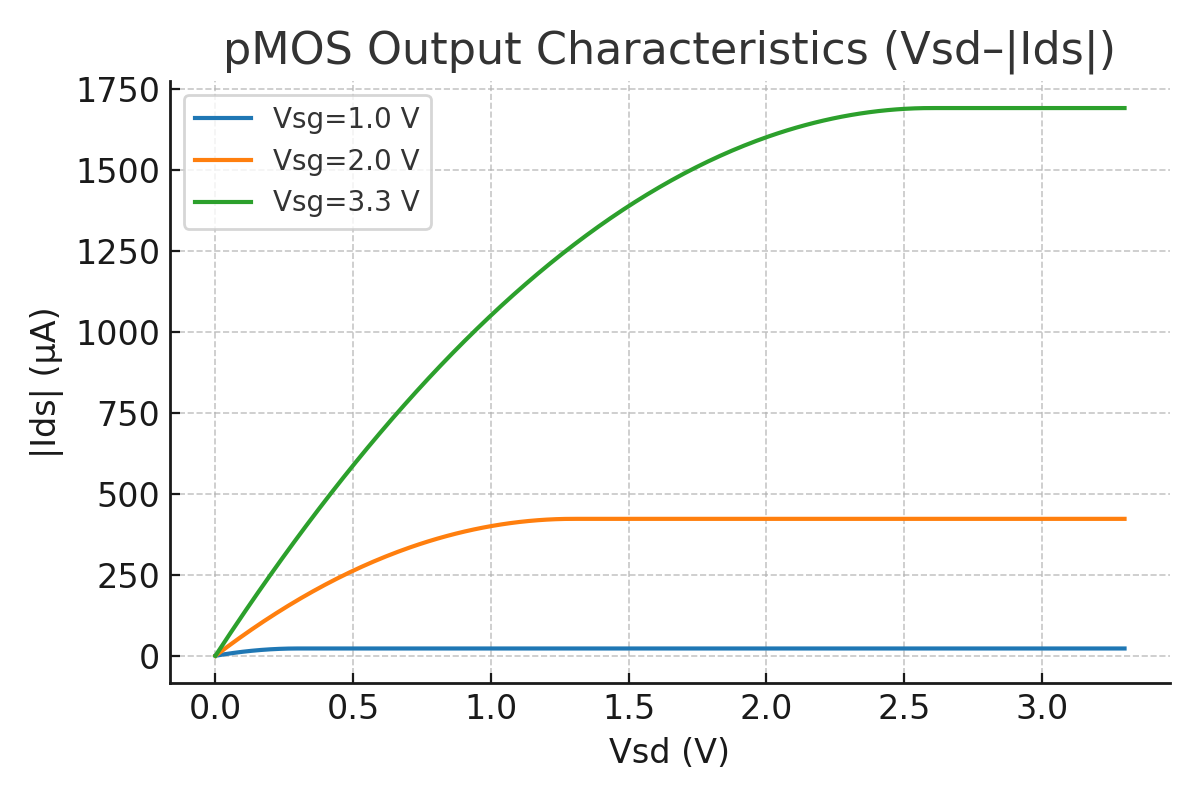 pMOS Output Characteristics (Vsd–|Ids|)
Vsg=1.0 V
Vsg=2.0 V
Vsg=3.3 V
|Ids| (µA)
1750
1500
1250
1000
750
500
250
0
0.0 0.5 1.0 1.5 2.0 2.5 3.0
Vsd (V)